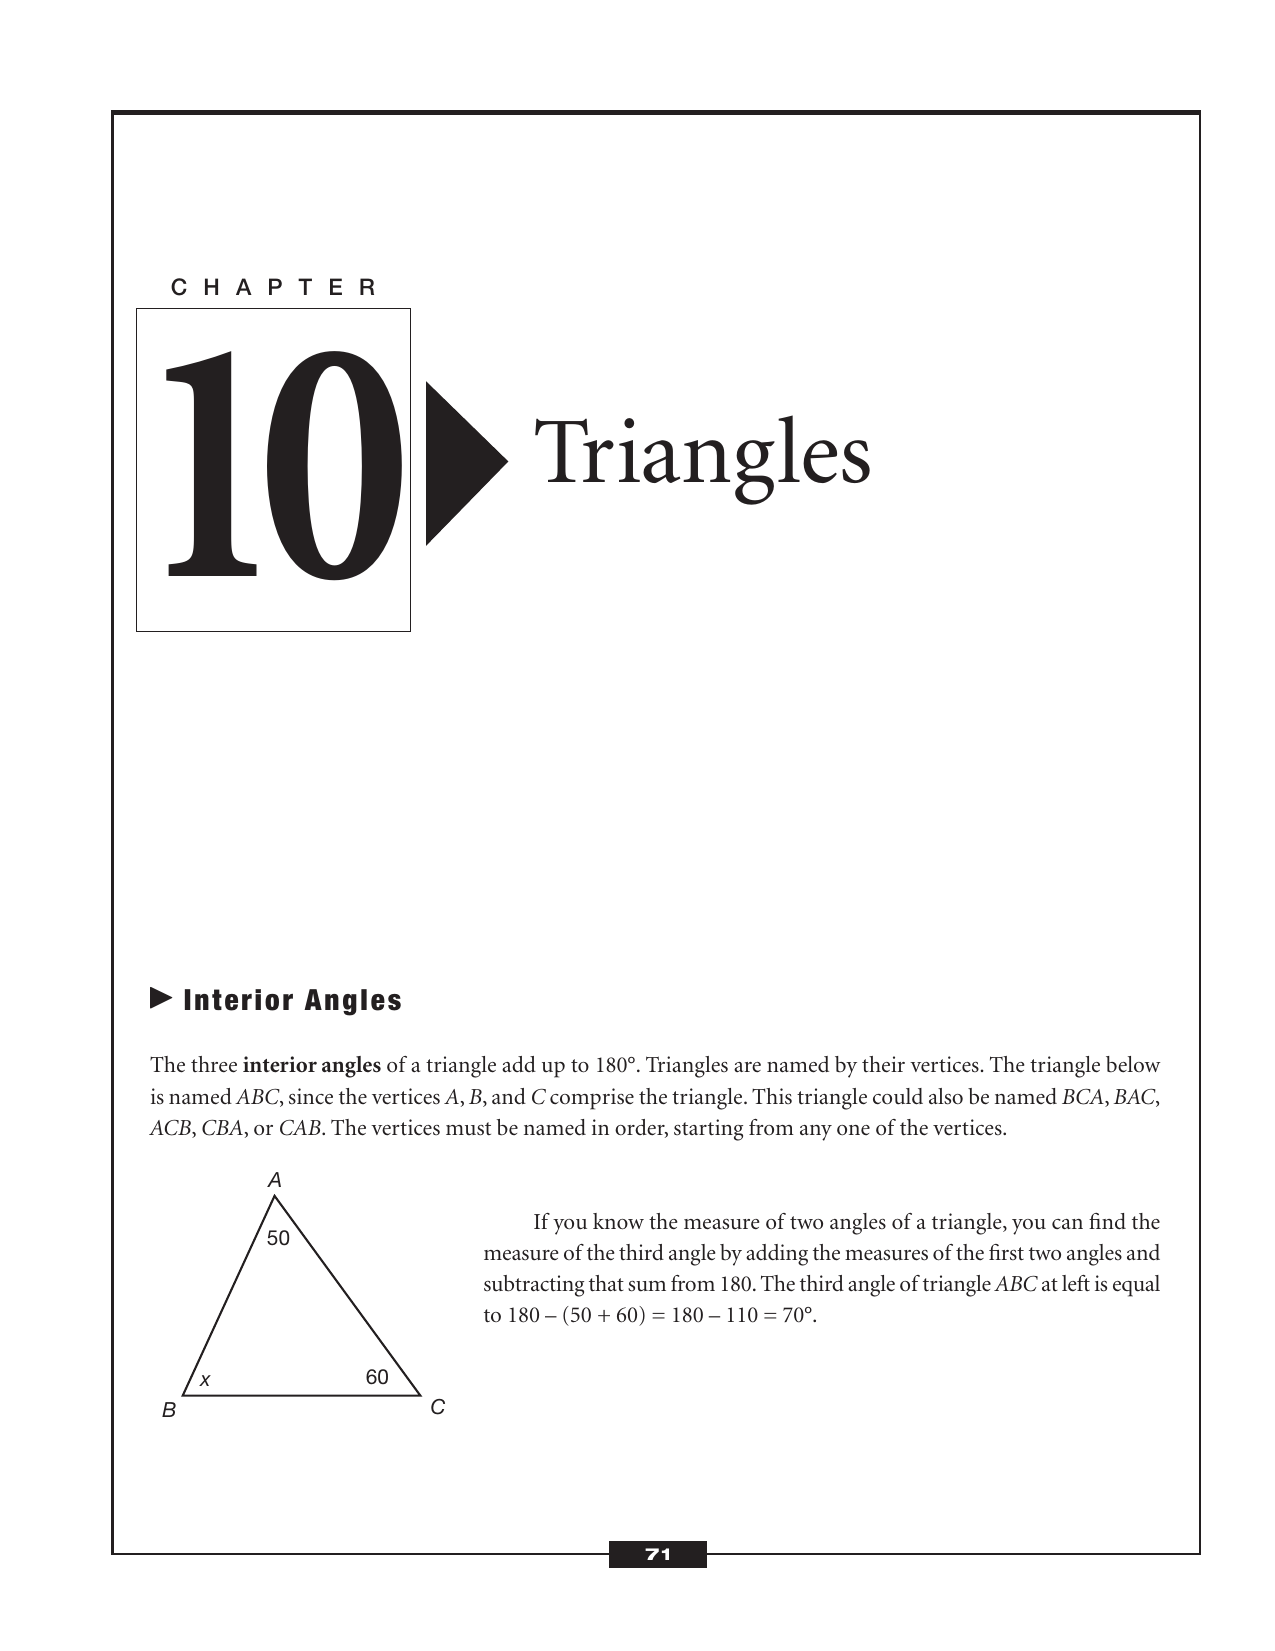 CHAPTER
10
Triangles
Interior Angles
The three interior angles of a triangle add up to 180°. Triangles are named by their vertices. The triangle below
is named ABC, since the vertices A, B, and C comprise the triangle. This triangle could also be named BCA, BAC,
ACB, CBA, or CAB. The vertices must be named in order, starting from any one of the vertices.
A
50
x
60
B
C
If you know the measure of two angles of a triangle, you can find the
measure of the third angle by adding the measures of the first two angles and
subtracting that sum from 180. The third angle of triangle ABC at left is equal
to 180 – (50 + 60) = 180 – 110 = 70°.
71